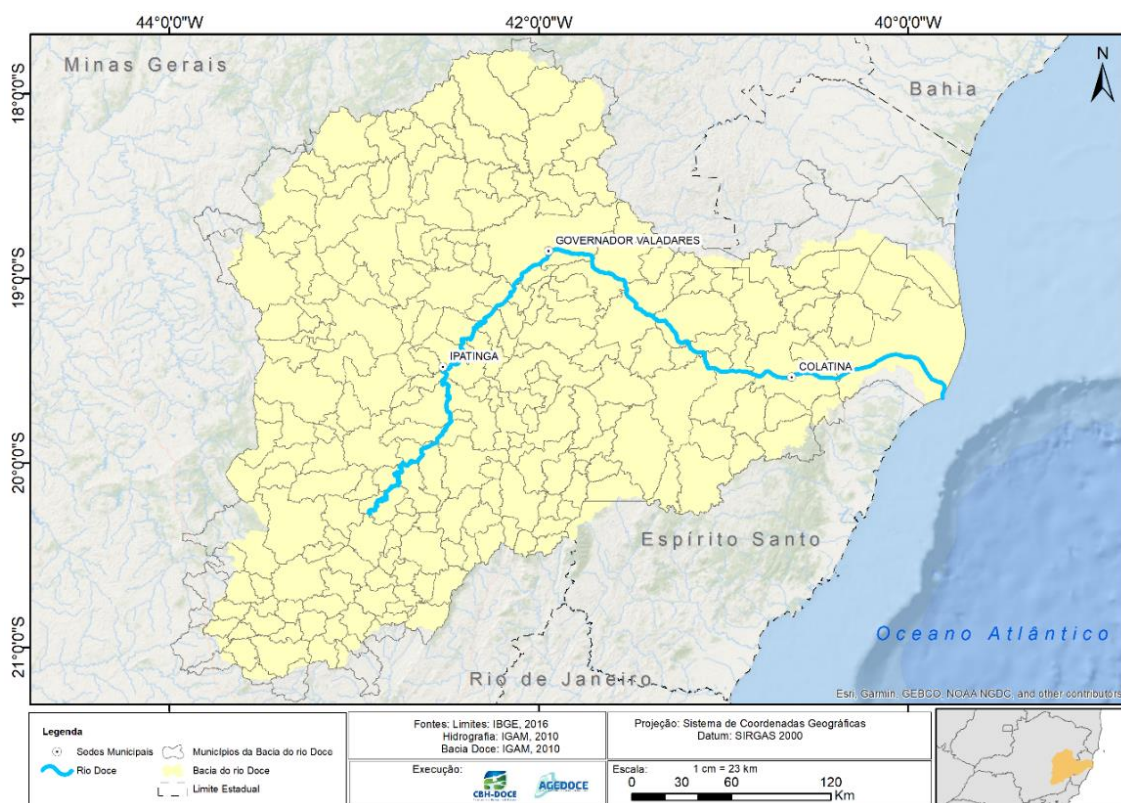 44°0'0"W
42°0'0"W
40°0'0"W
N
Minas Gerais
Bahia
18°0'0"S
19°0'0"S
20°0'0"S
21°0'0"S
GOVERNADOR VALADARES
IPATINGA
COLATINA
Espírito Santo
Oceano Atlântico
Rio de Janeiro
Esri, Garmin, GEBCO, NOAA NGDC, and other contributors
Legenda
Sodos Municipais
Municípios da Bacia do rio Doce
Rio Doce
Bacia do rio Doce
Limite Estadual
Fontes: Limites: IBGE, 2016
Hidrografia: IGAM, 2010
Bacia Doce: IGAM, 2010
Execução:
CBH-DOCE
AGEDOCE
Projeção: Sistema de Coordenadas Geográficas
Datum: SIRGAS 2000
Escala:
1 cm = 23 km
0 30 60 120
Km